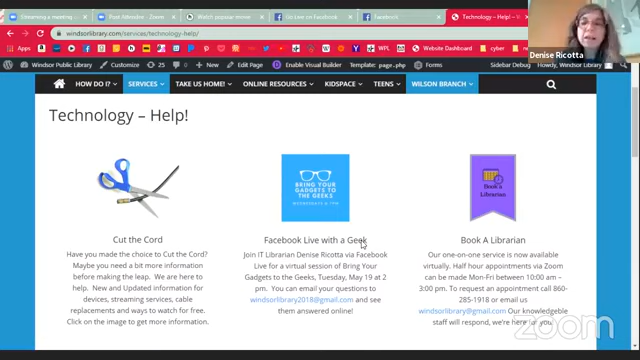 Streaming a meeting
Post Attendee - Zoom
Watch popular movie
Go Live on Facebook
Facebook
Technology – Help! –
windsorlibrary.com/services/technology-help/
Denise Ricotta
Windsor Public Library
25
0
New
Edit Page
Enable Visual Builder
Template: page.php
Sidebar Debug
Howdy, Windsor Library
HOW DO I?
SERVICES
TAKE US HOME!
ONLINE RESOURCES
KIDSPACE
TEENS
WILSON BRANCH
Technology – Help!
BRING YOUR
GADGETS TO
THE GEEKS
Book a
Librarian
Cut the Cord
Have you made the choice to Cut the Cord?
Maybe you need a bit more information
before making the leap. We are here to
help. New and Updated information for
devices, streaming services, cable
replacements and ways to watch for free.
Click on the image to get more information.
Facebook Live with a Geek
Join IT Librarian Denise Ricotta via Facebook
Live for a virtual session of Bring Your
Gadgets to the Geeks, Tuesday, May 19 at 2
pm. You can email your questions to
windsorlibrary2018@gmail.com and see
them answered online!
Book A Librarian
Our one-on-one service is now available
virtually. Half hour appointments via Zoom
can be made Mon-Fri between 10:00 am –
3:00 pm. To request an appointment call 860-
285-1918 or email us
windsorlibrary@gmail.com Our knowledgeble
staff will respond, we're here for you!
zoom